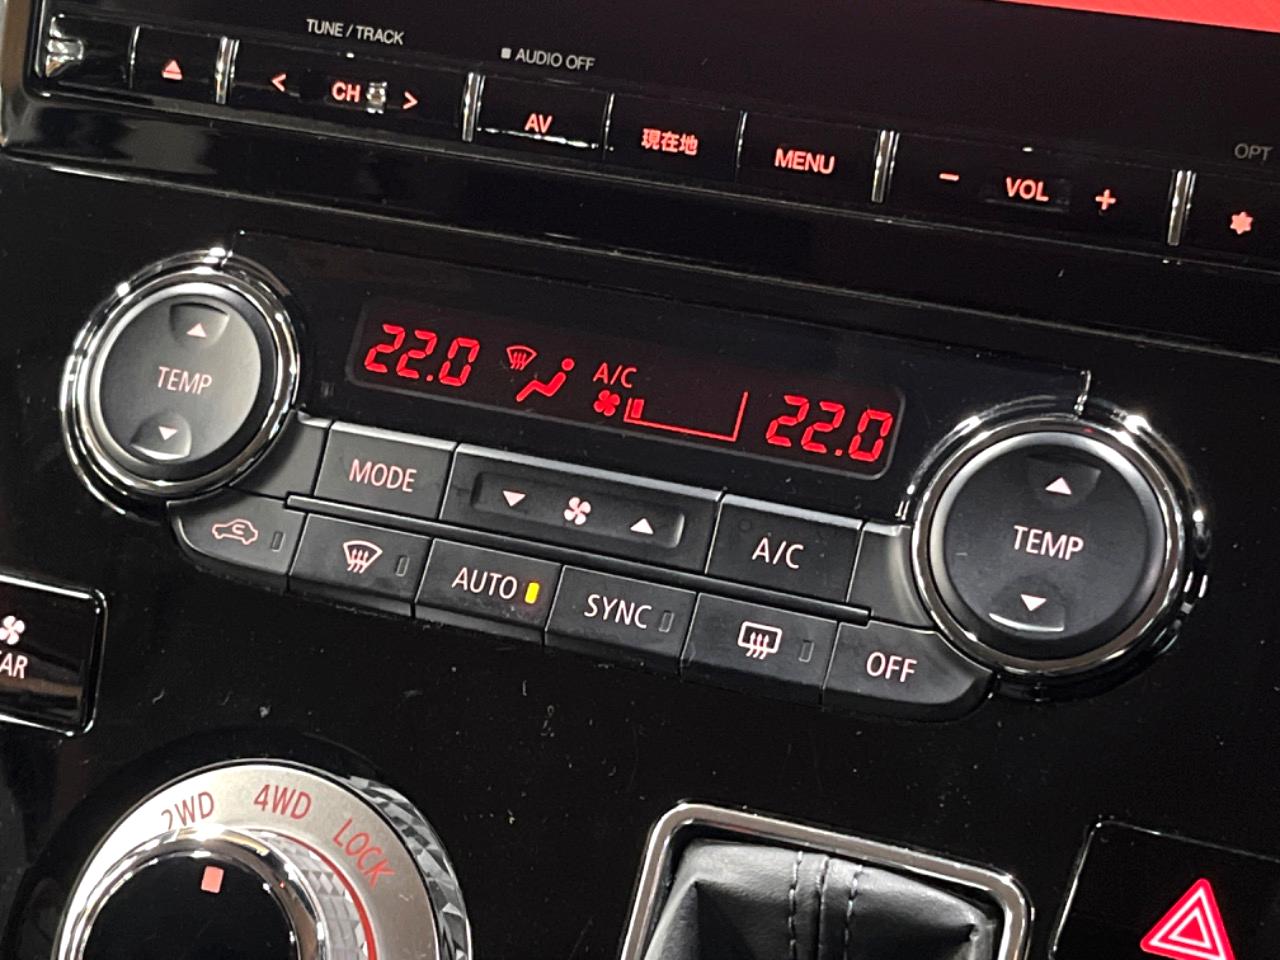 TUNE / TRACK
AUDIO OFF
CH
AV
現在地
MENU
VOL
OPT
TEMP
22.0
A/C
22.0
MODE
A/C
TEMP
AUTO
SYNC
OFF
2WD
4WD
LOCK